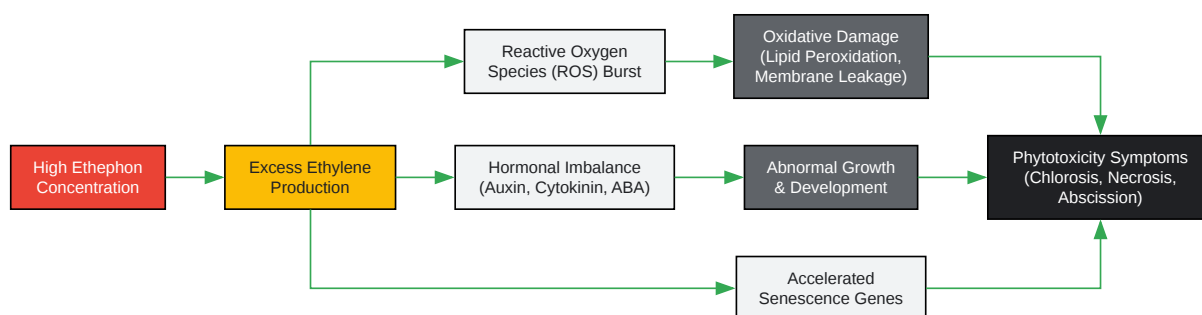 Reactive Oxygen
Species (ROS) Burst
Oxidative Damage
(Lipid Peroxidation,
Membrane Leakage)
High Ethephon
Concentration
Excess Ethylene
Production
Hormonal Imbalance
(Auxin, Cytokinin, ABA)
Abnormal Growth
& Development
Phytotoxicity Symptoms
(Chlorosis, Necrosis,
Abscission)
Accelerated
Senescence Genes